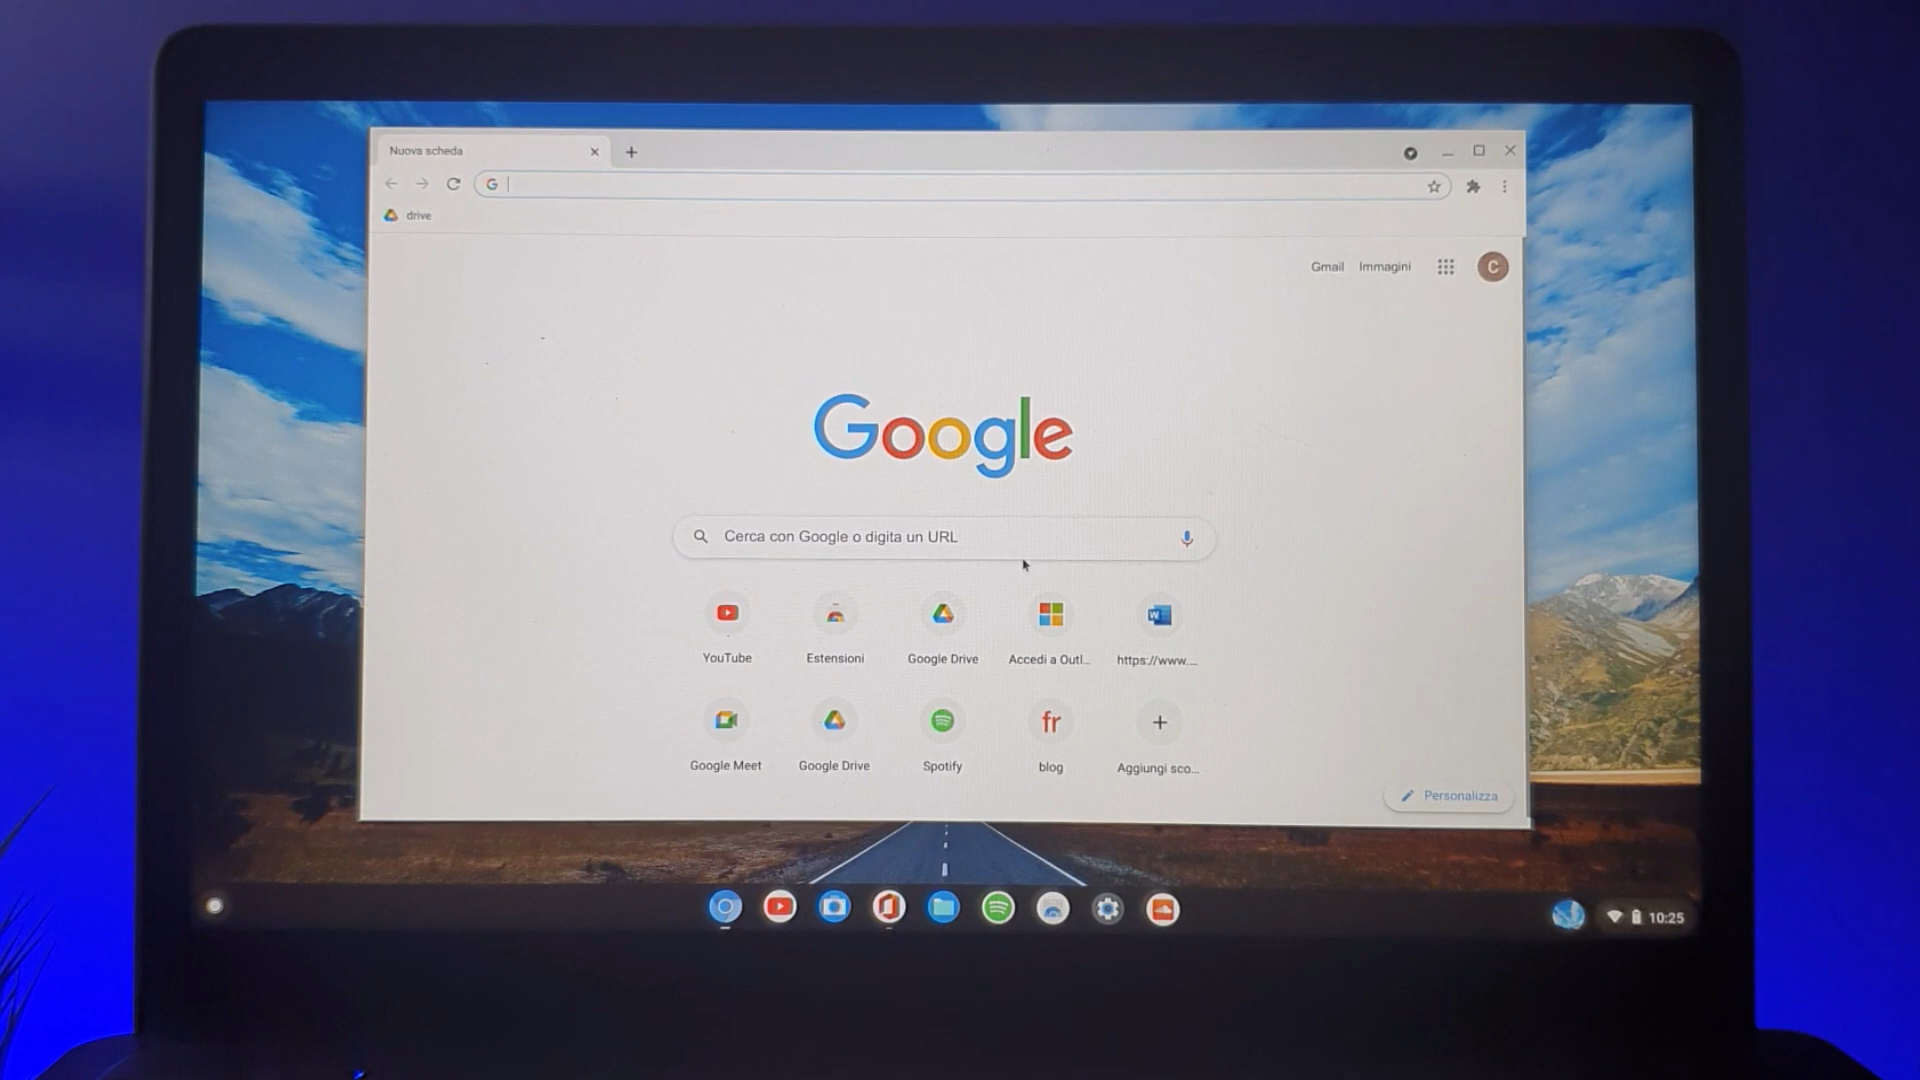 Nuova scheda
drive
Gmail Immagini
C
Google
Cerca con Google o digita un URL
YouTube Estensioni Google Drive Accedi a Outl... https://www....
fr
Google Meet Google Drive Spotify blog Aggiungi sco...
Personalizza
10:25